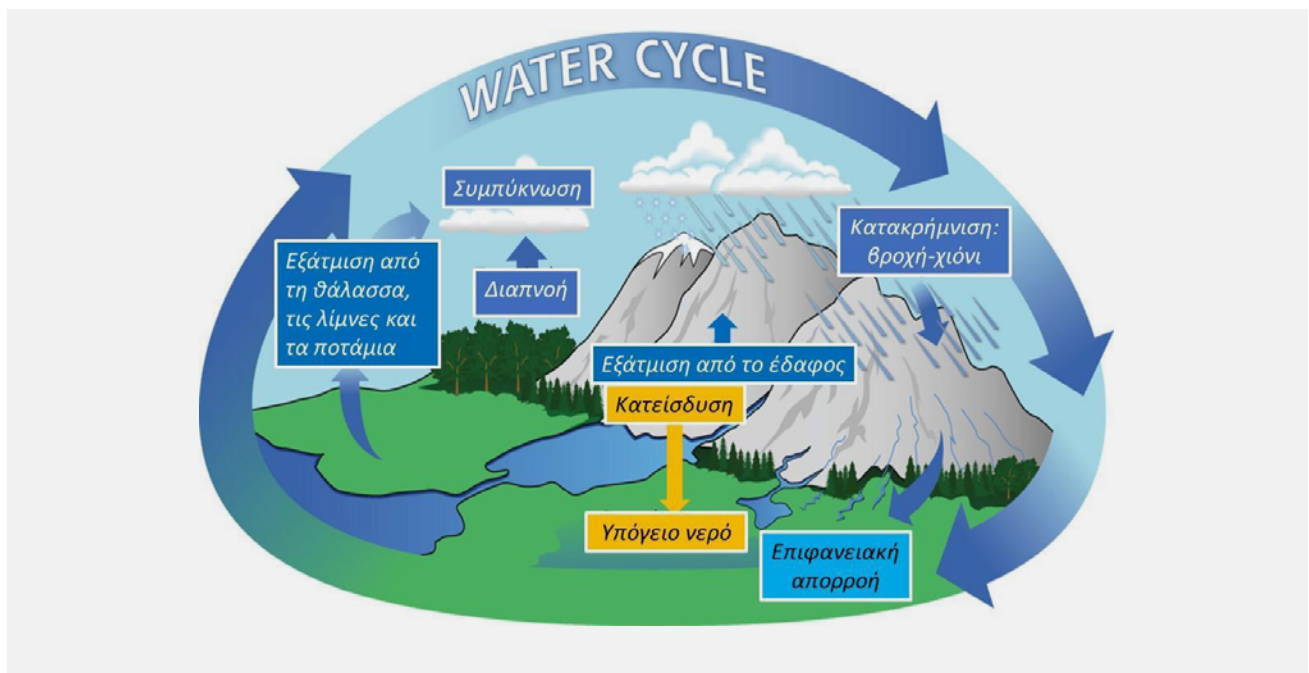 WATER CYCLE
Συμπύκνωση
Κατακρήμνιση:
βροχή-χιόνι
Εξάτμιση από
τη θάλασσα,
τις λίμνες και
τα ποτάμια
Διαπνοή
Εξάτμιση από το έδαφος
Κατείσδυση
Υπόγειο νερό
Επιφανειακή
απορροή